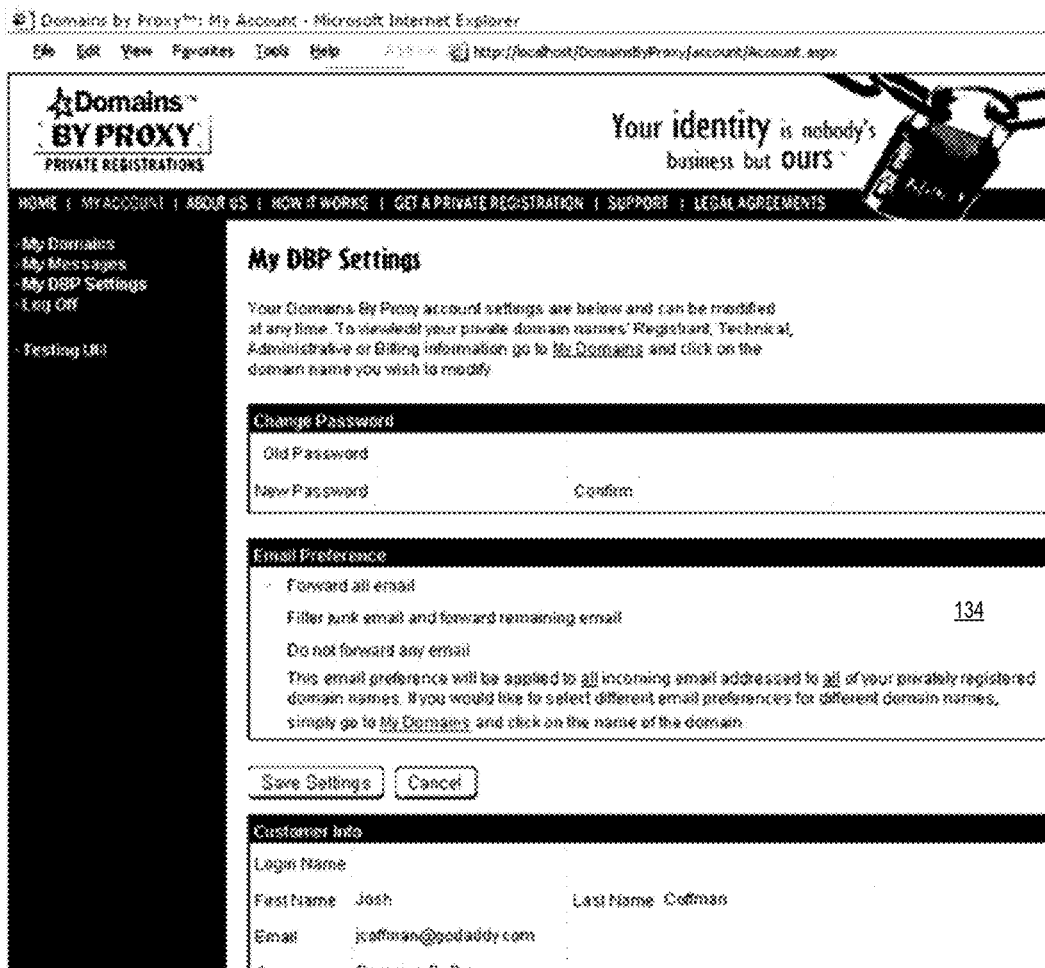 Domains by Proxy™: My Account - Microsoft Internet Explorer
File Edit View Favorites Tools Help http://localhost/DomainsByProxy/account/Account.aspx
Domains™
BY PROXY
PRIVATE REGISTRATIONS
Your identity is nobody's
business but ours
HOME | MY ACCOUNT | ABOUT US | HOW IT WORKS | GET A PRIVATE REGISTRATION | SUPPORT | LEGAL AGREEMENTS
My Domains
My Messages
My DBP Settings
Log Off
Testing Util
My DBP Settings
Your Domains By Proxy account settings are below and can be modified
at any time. To view/edit your private domain names' Registrant, Technical,
Administrative or Billing information go to My Domains and click on the
domain name you wish to modify
Change Password
Old Password
New Password Confirm
Email Preference
Forward all email
Filter junk email and forward remaining email
134
Do not forward any email
This email preference will be applied to all incoming email addressed to all of your privately registered
domain names. If you would like to select different email preferences for different domain names,
simply go to My Domains and click on the name of the domain
Save Settings Cancel
Customer Info
Login Name
First Name Josh Last Name Coffman
Email jcoffman@godaddy.com